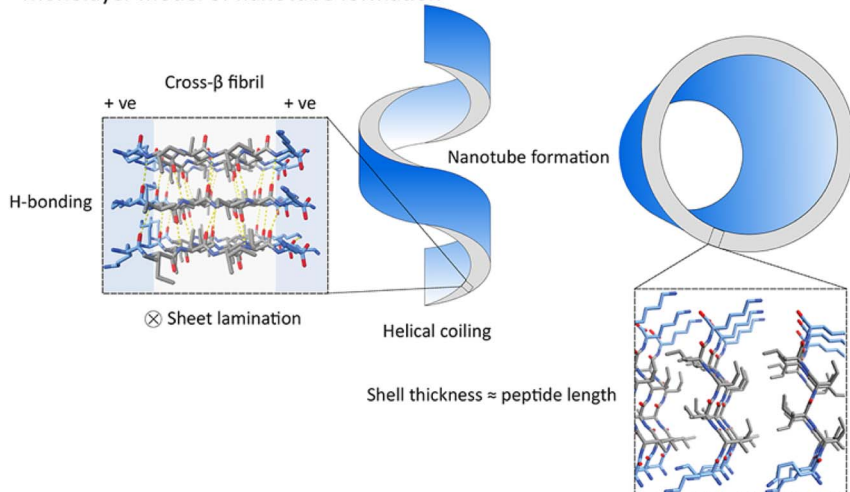 Cross-β fibril
+ ve
+ ve
H-bonding
⊗ Sheet lamination
Helical coiling
Nanotube formation
Shell thickness ≈ peptide length